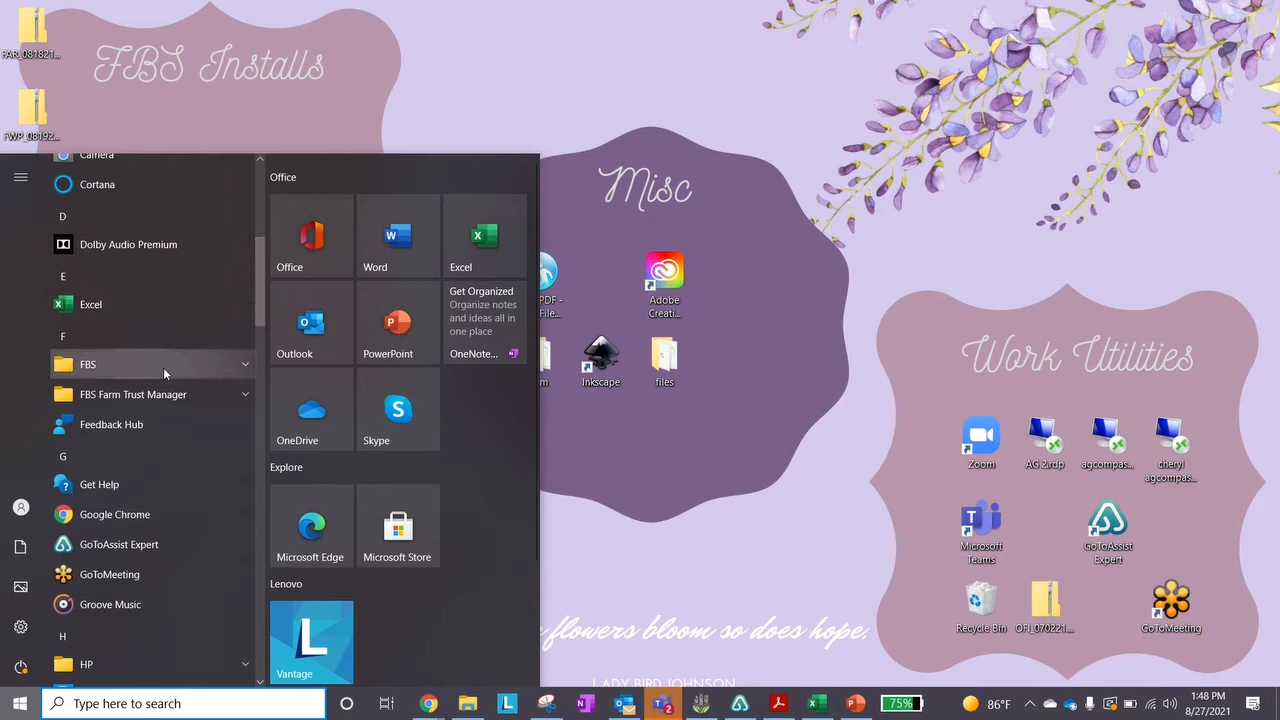 FAR_081821...
FWP_08192...
FBS Installs
Misc
Adobe
Creati...
PDF -
File...
Inkscape
files
Work Utilities
Zoom
AG 2.rdp
agcompas...
cheryl
agcompas...
Microsoft
Teams
GoToAssist
Expert
Recycle Bin
OFI_070221...
GoToMeeting
flowers bloom so does hope.
LADY BIRD JOHNSON
Camera
Cortana
D
Dolby Audio Premium
E
Excel
F
FBS
FBS Farm Trust Manager
Feedback Hub
G
Get Help
Google Chrome
GoToAssist Expert
GoToMeeting
Groove Music
H
HP
Office
Office
Word
Excel
Outlook
PowerPoint
Get Organized
Organize notes
and ideas all in
one place
OneNote...
OneDrive
Skype
Explore
Microsoft Edge
Microsoft Store
Lenovo
Vantage
Type here to search
75%
86°F
1:48 PM
8/27/2021